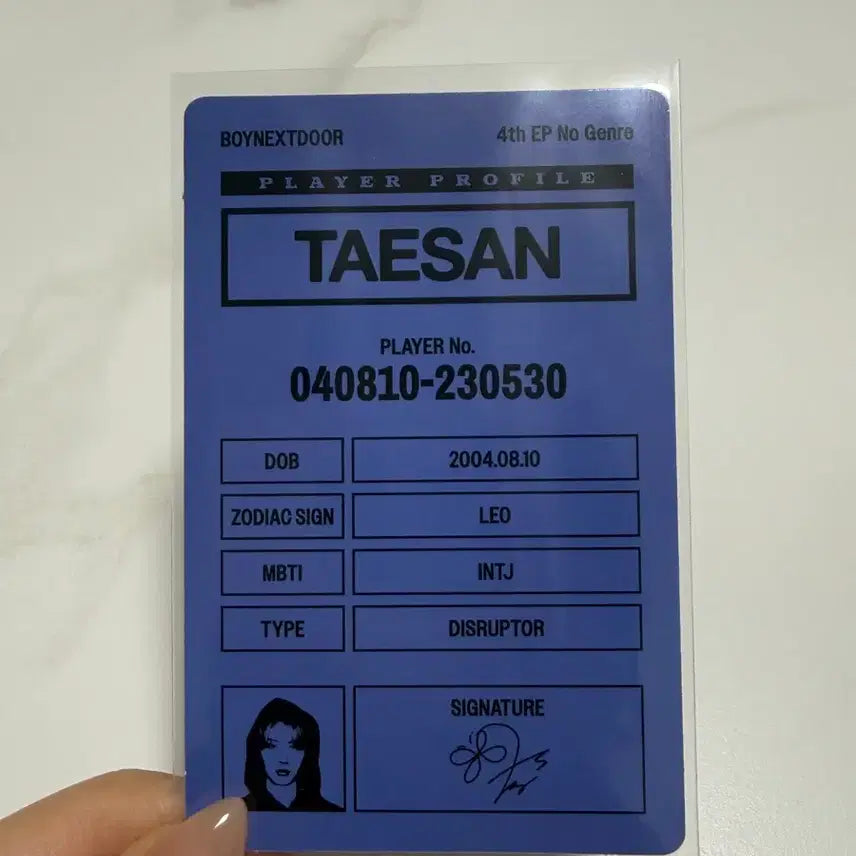 BOYNEXTDOOR 4th EP No Genre
PLAYER PROFILE
TAESAN
PLAYER No.
040810-230530
DOB 2004.08.10
ZODIAC SIGN LEO
MBTI INTJ
TYPE DISRUPTOR
SIGNATURE